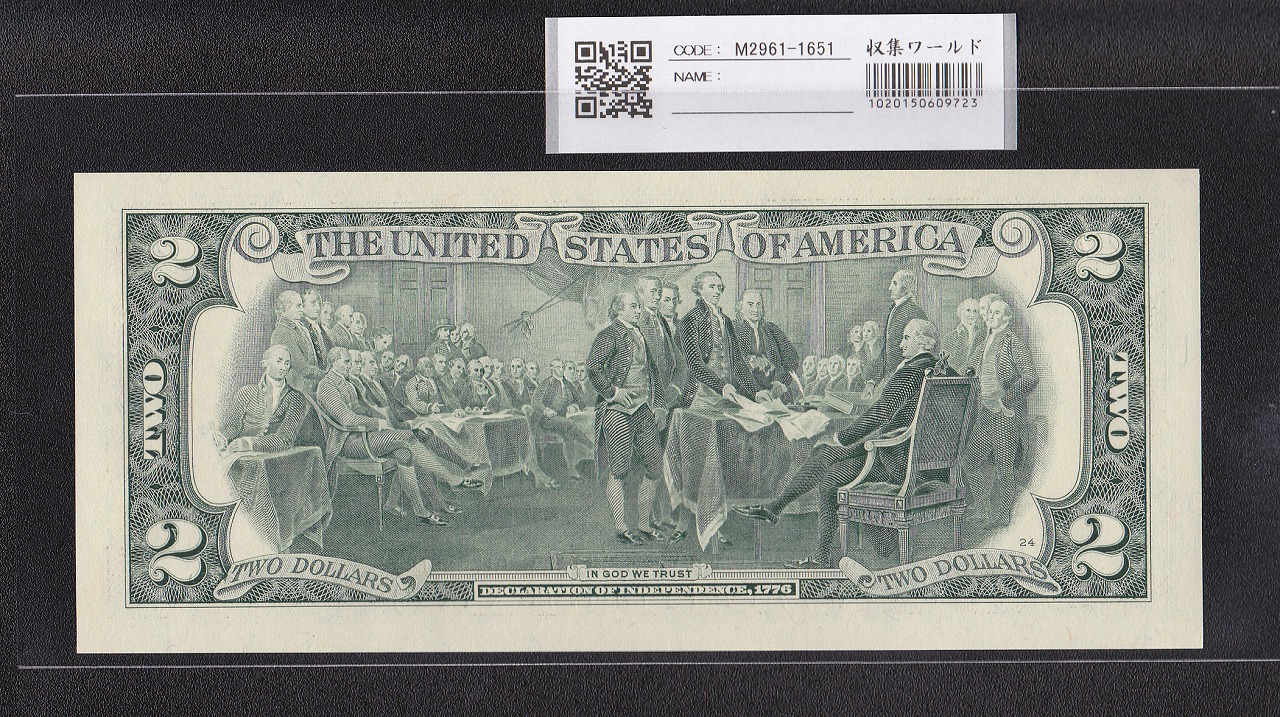 CODE: M2961-1651 収集ワールド
NAME:
1020150609723
2 THE UNITED STATES OF AMERICA 2
TWO TWO
24
2 TWO DOLLARS IN GOD WE TRUST TWO DOLLARS 2
DECLARATION OF INDEPENDENCE, 1776